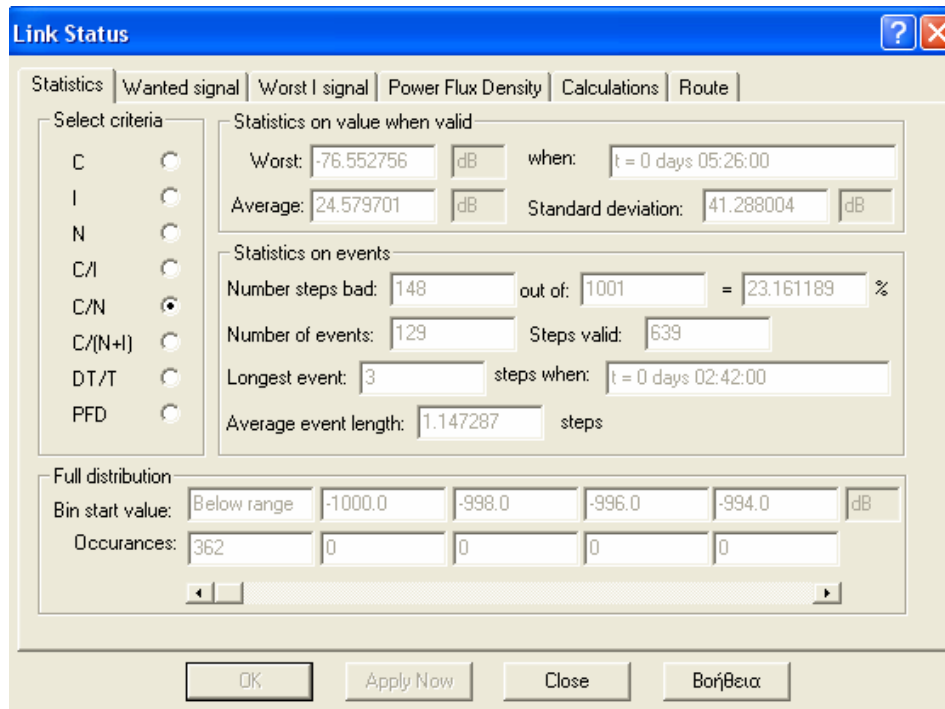 Link Status
Statistics Wanted signal Worst I signal Power Flux Density Calculations Route
Select criteria
C
I
N
C/I
C/N
C/(N+I)
DT/T
PFD
Statistics on value when valid
Worst: -76.552756 dB when: t = 0 days 05:26:00
Average: 24.579701 dB Standard deviation: 41.288004 dB
Statistics on events
Number steps bad: 148 out of: 1001 = 23.161189 %
Number of events: 129 Steps valid: 639
Longest event: 3 steps when: t = 0 days 02:42:00
Average event length: 1.147287 steps
Full distribution
Bin start value: Below range -1000.0 -998.0 -996.0 -994.0 dB
Occurances: 362 0 0 0 0
OK Apply Now Close Βοήθεια